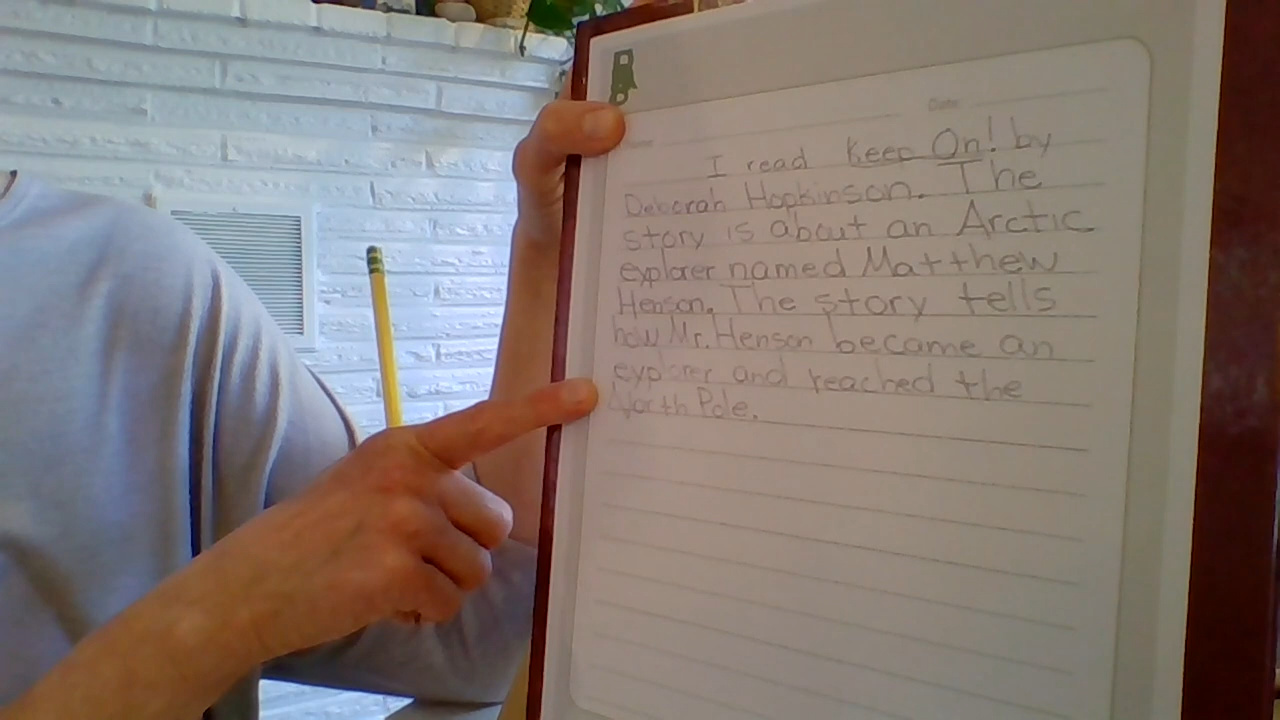 Date
I read Keep On! by
Deborah Hopkinson. The
story is about an Arctic
explorer named Matthew
Henson. The story tells
how Mr. Henson became an
explorer and reached the
North Pole.